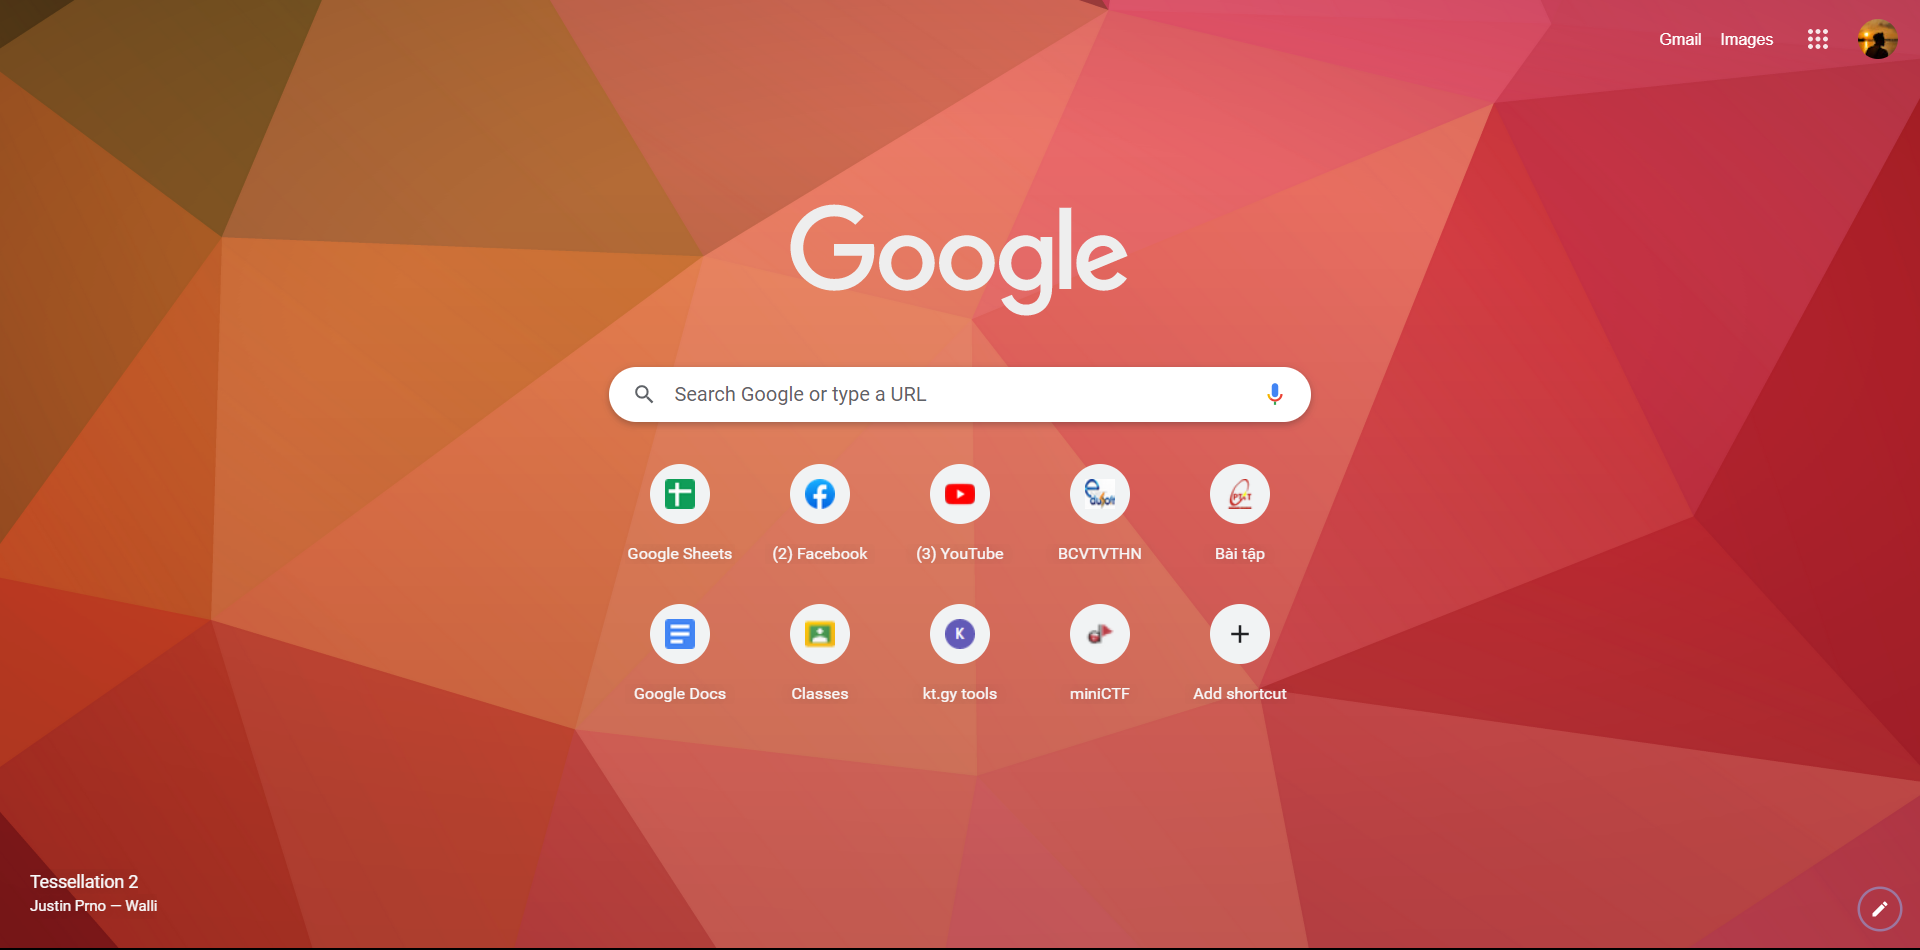 Gmail Images
Google
Search Google or type a URL
Google Sheets
(2) Facebook
(3) YouTube
BCVTVTHN
Bài tập
Google Docs
Classes
K
kt.gy tools
miniCTF
Add shortcut
Tessellation 2
Justin Prno — Walli